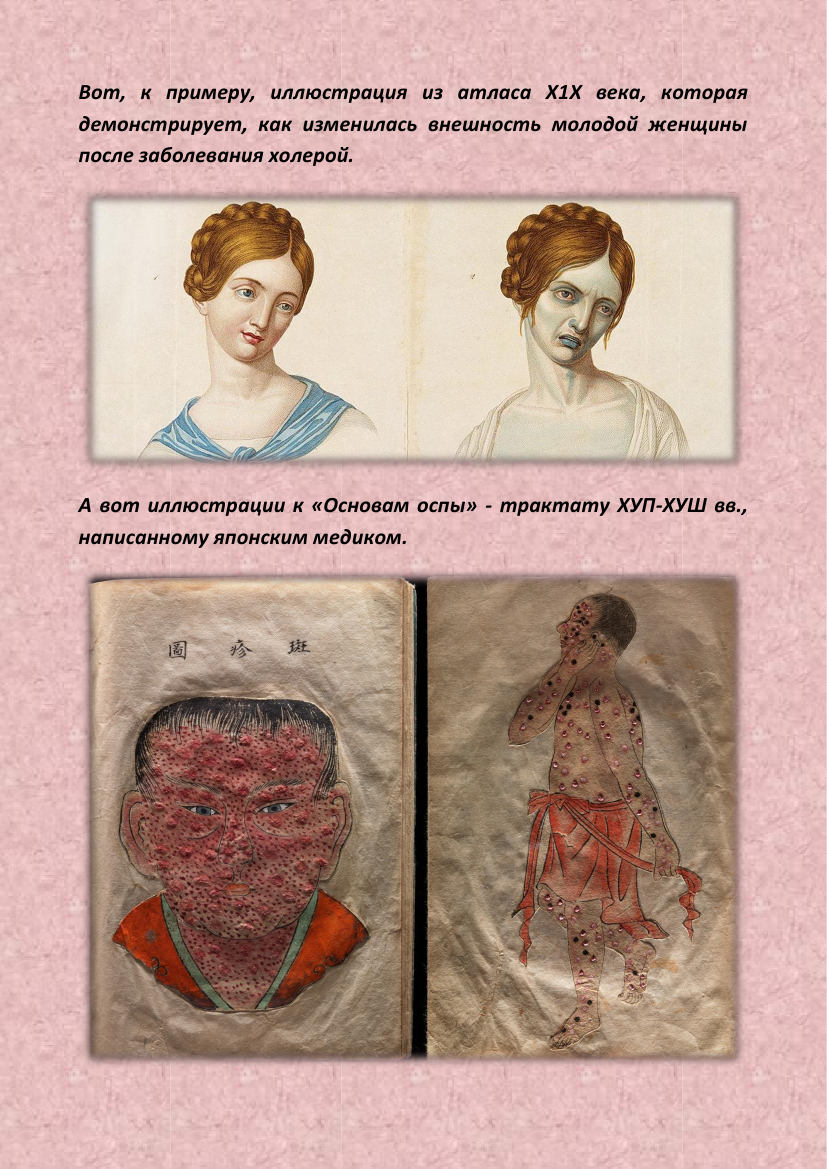 Вот, к примеру, иллюстрация из атласа Х1Х века, которая
демонстрирует, как изменилась внешность молодой женщины
после заболевания холерой.
А вот иллюстрации к «Основам оспы» - трактату ХУП-ХУШ вв.,
написанному японским медиком.
圖 疹 斑